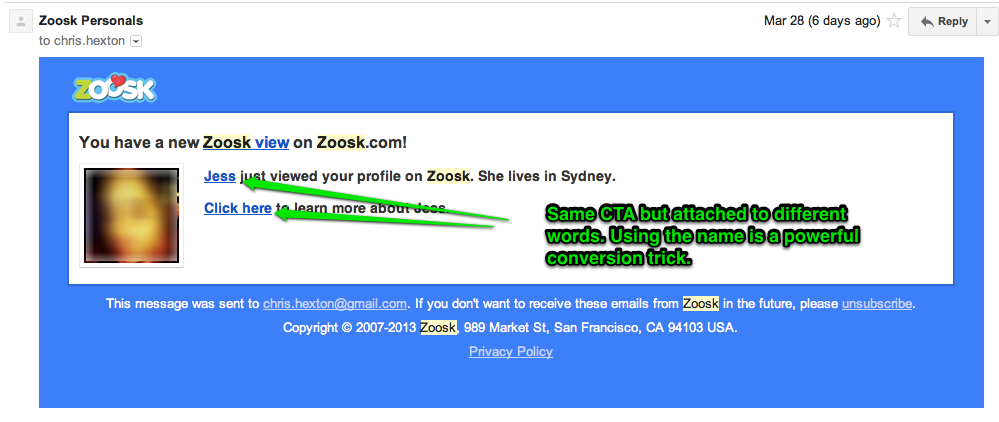 Zoosk Personals
Mar 28 (6 days ago)
Reply
to chris.hexton
ZOOSK
You have a new Zoosk view on Zoosk.com!
Jess just viewed your profile on Zoosk. She lives in Sydney.
Click here to learn more about Jess.
Same CTA but attached to different
words. Using the name is a powerful
conversion trick.
This message was sent to chris.hexton@gmail.com. If you don't want to receive these emails from Zoosk in the future, please unsubscribe.
Copyright © 2007-2013 Zoosk, 989 Market St, San Francisco, CA 94103 USA.
Privacy Policy